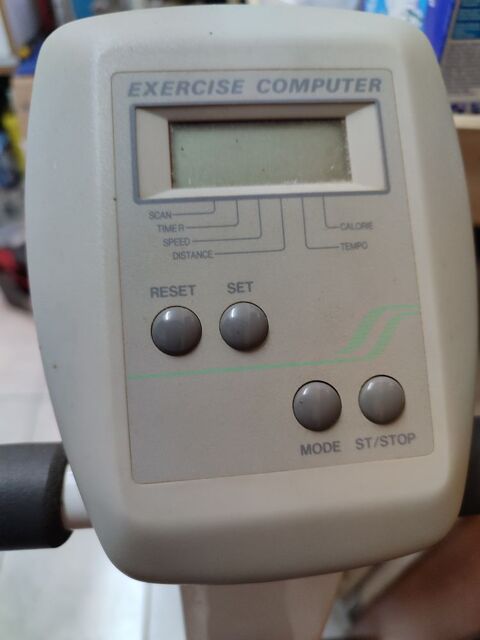 EXERCISE COMPUTER
SCAN
TIMER
SPEED
DISTANCE
CALORIE
TEMPO
RESET SET
MODE ST/STOP